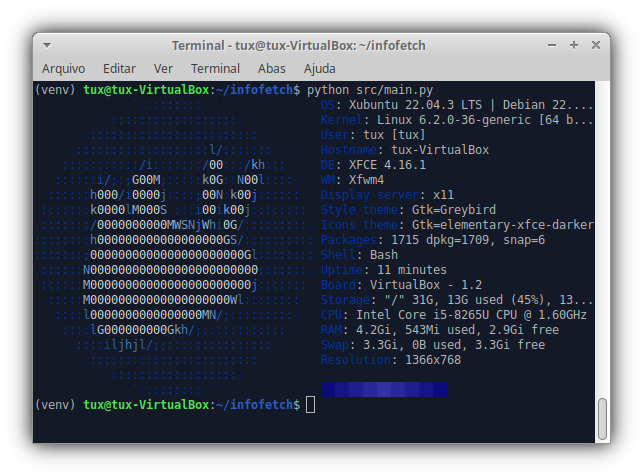 Terminal - tux@tux-VirtualBox: ~/infofetch
Arquivo Editar Ver Terminal Abas Ajuda
(venv) tux@tux-VirtualBox:~/infofetch$ python src/main.py
OS: Xubuntu 22.04.3 LTS | Debian 22....
Kernel: Linux 6.2.0-36-generic [64 b...
User: tux [tux]
Hostname: tux-VirtualBox
DE: XFCE 4.16.1
WM: Xfwm4
Display server: x11
Style theme: Gtk=Greybird
Icons theme: Gtk=elementary-xfce-darker
Packages: 1715 dpkg=1709, snap=6
Shell: Bash
Uptime: 11 minutes
Board: VirtualBox - 1.2
Storage: "/" 31G, 13G used (45%), 13...
CPU: Intel Core i5-8265U CPU @ 1.60GHz
RAM: 4.2Gi, 543Mi used, 2.9Gi free
Swap: 3.3Gi, 0B used, 3.3Gi free
Resolution: 1366x768
(venv) tux@tux-VirtualBox:~/infofetch$